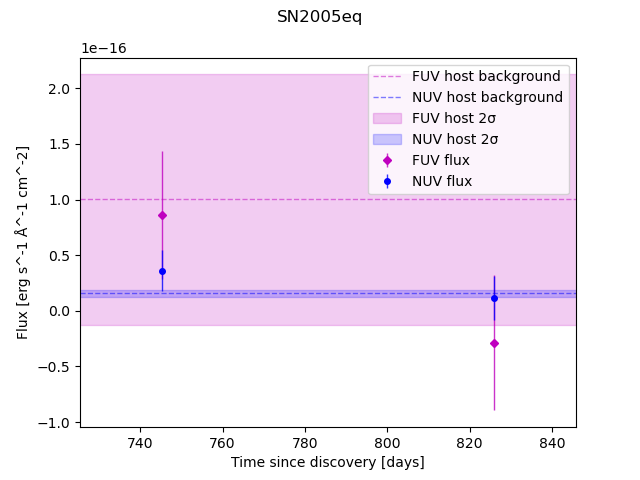 SN2005eq
1e−16
FUV host background
NUV host background
FUV host 2σ
NUV host 2σ
FUV flux
NUV flux
2.0
1.5
1.0
0.5
0.0
−0.5
−1.0
Flux [erg s^-1 Å^-1 cm^-2]
740
760
780
800
820
840
Time since discovery [days]